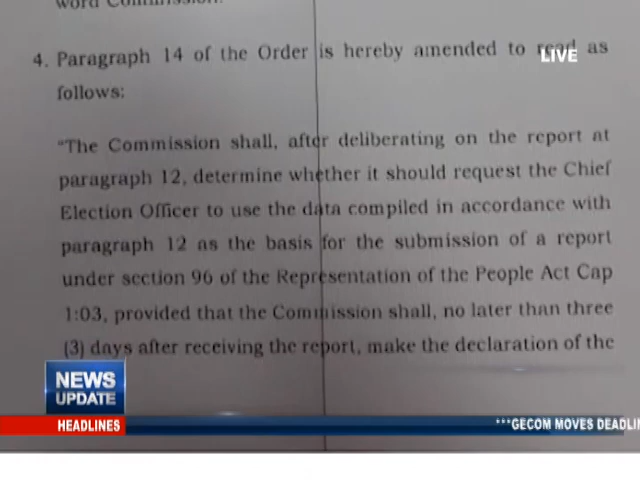 word Commission.
4. Paragraph 14 of the Order is hereby amended to read as
LIVE
follows:
"The Commission shall, after deliberating on the report at
paragraph 12, determine whether it should request the Chief
Election Officer to use the data compiled in accordance with
paragraph 12 as the basis for the submission of a report
under section 96 of the Representation of the People Act Cap
1:03, provided that the Commission shall, no later than three
(3) days after receiving the report, make the declaration of the
NEWS
UPDATE
HEADLINES
***GECOM MOVES DEADLIN